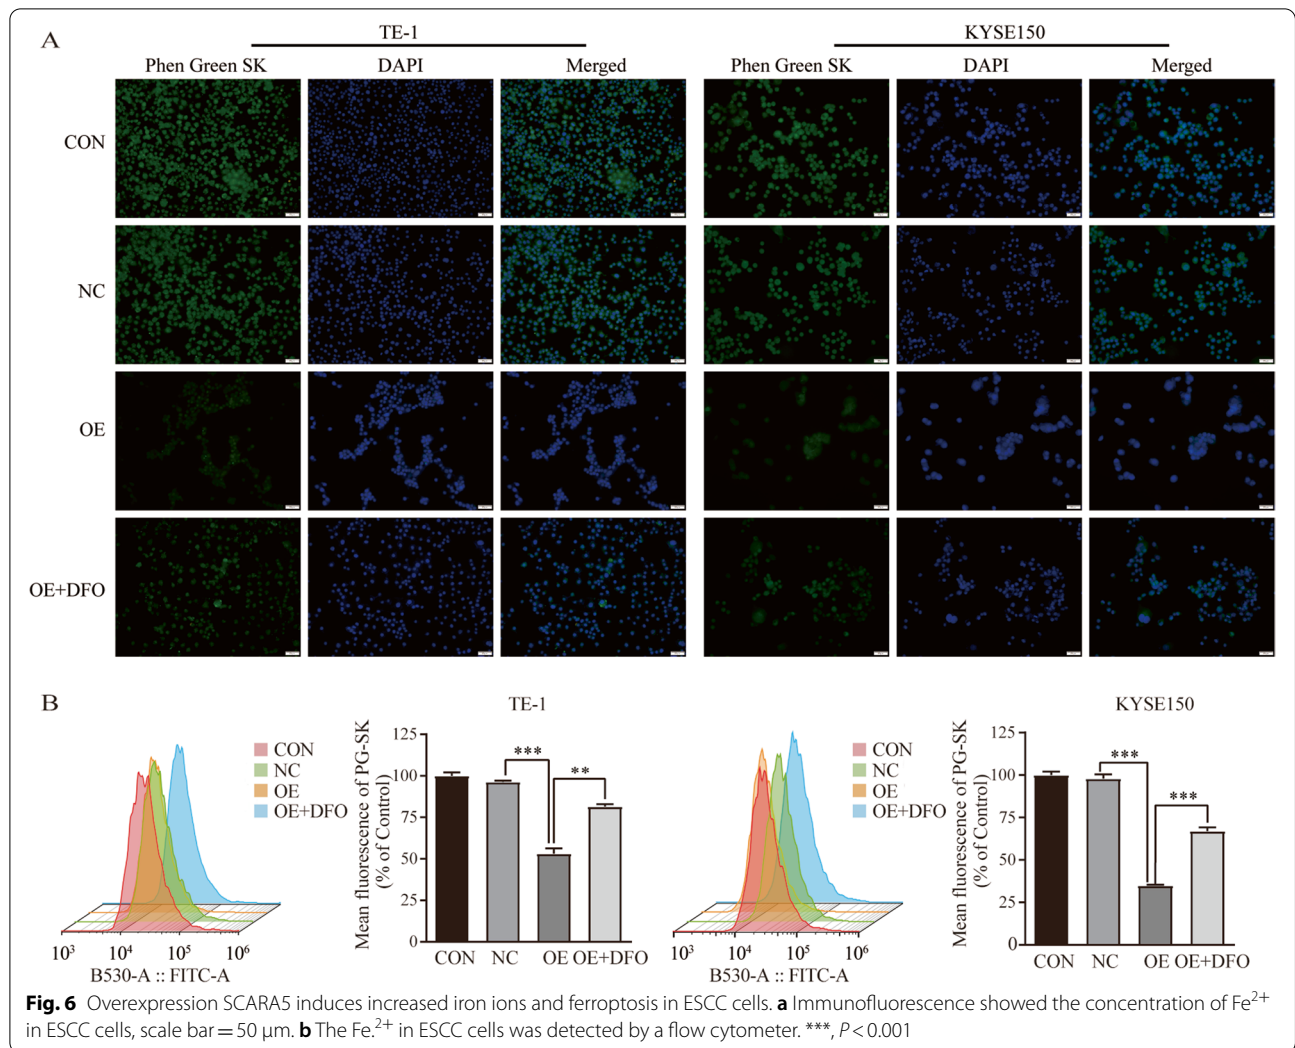 A
TE-1
KYSE150
Phen Green SK
DAPI
Merged
Phen Green SK
DAPI
Merged
CON
NC
OE
OE+DFO
B
TE-1
KYSE150
CON
NC
OE
OE+DFO
10³ 10⁴ 10⁵ 10⁶
B530-A :: FITC-A
Mean fluorescence of PG-SK
(% of Control)
125
100
75
50
25
0
***
**
CON NC OE OE+DFO
CON
NC
OE
OE+DFO
10³ 10⁴ 10⁵ 10⁶
B530-A :: FITC-A
Mean fluorescence of PG-SK
(% of Control)
125
100
75
50
25
0
***
***
CON NC OE OE+DFO
Fig. 6 Overexpression SCARA5 induces increased iron ions and ferroptosis in ESCC cells. a Immunofluorescence showed the concentration of Fe²⁺
in ESCC cells, scale bar = 50 μm. b The Fe.²⁺ in ESCC cells was detected by a flow cytometer. ***, P < 0.001